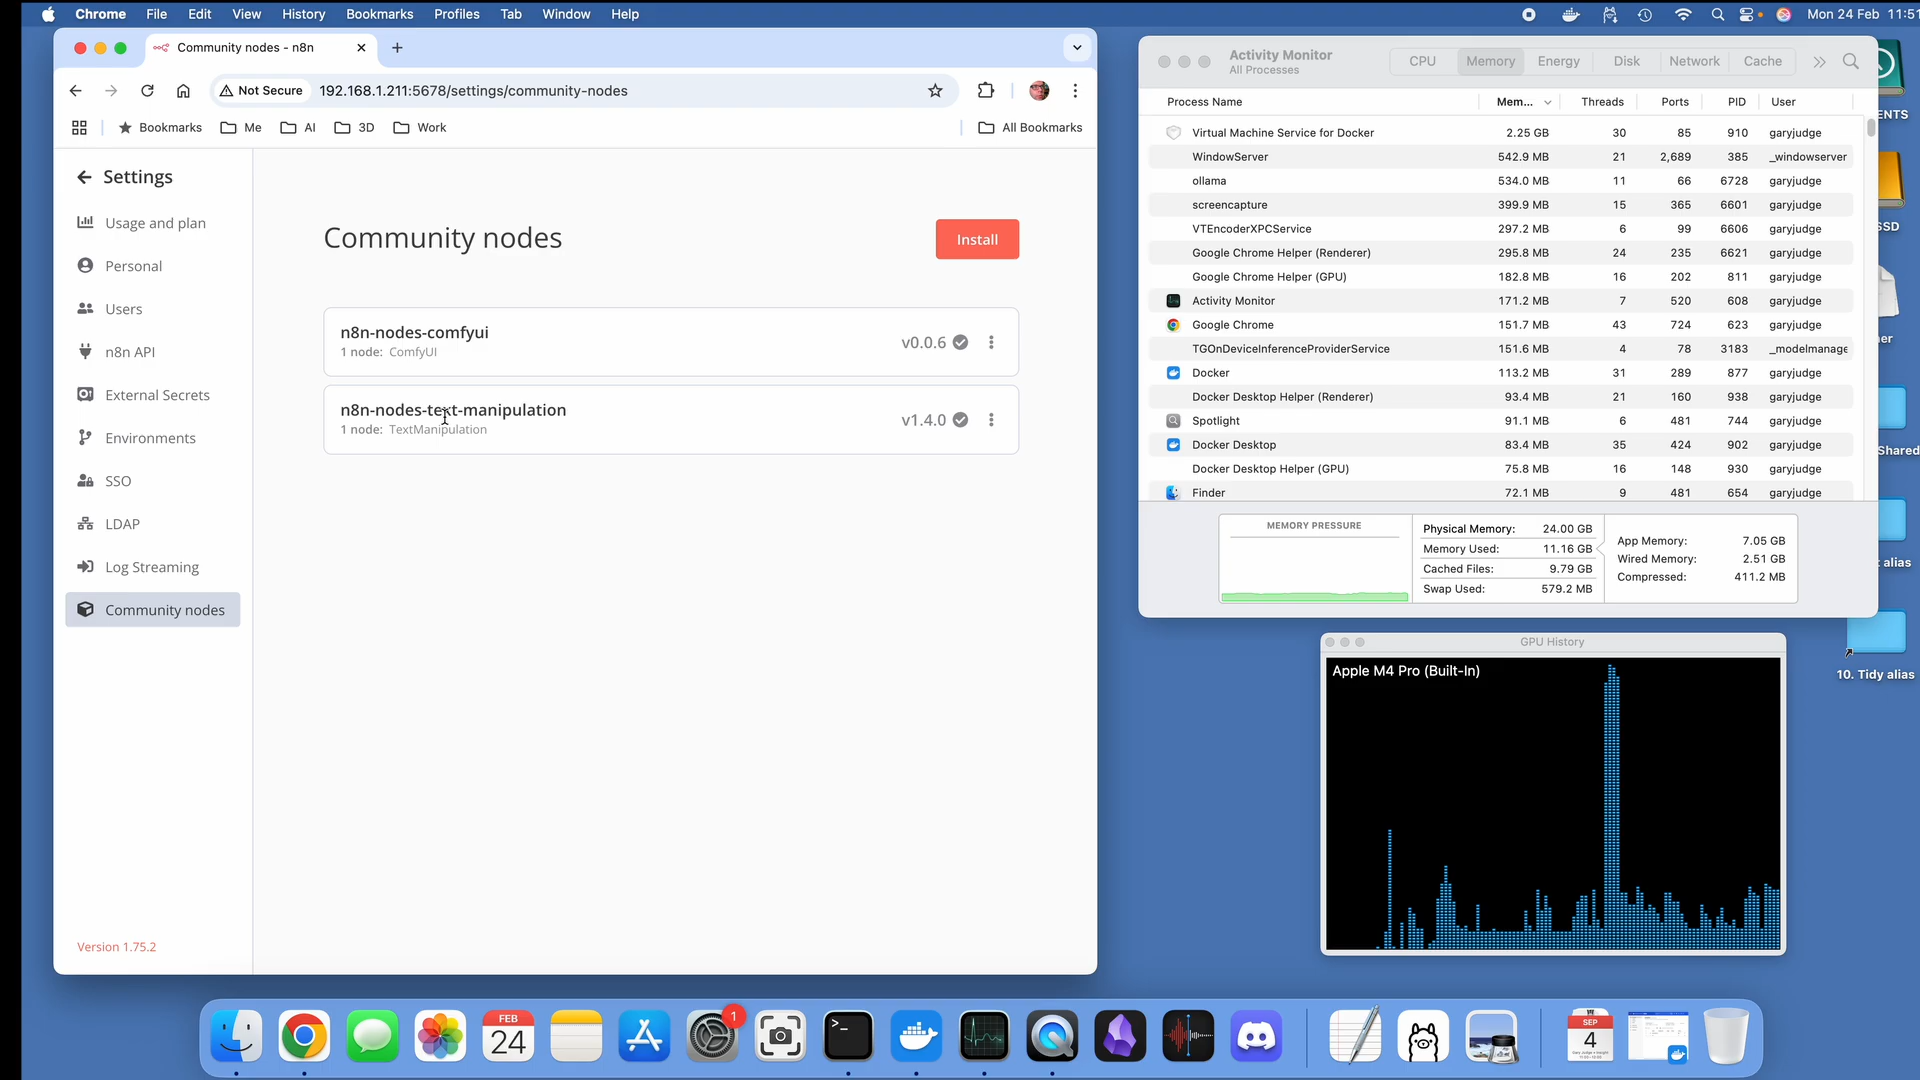 Chrome File Edit View History Bookmarks Profiles Tab Window Help
Mon 24 Feb 11:51
Community nodes - n8n
Not Secure 192.168.1.211:5678/settings/community-nodes
Bookmarks Me AI 3D Work All Bookmarks
Settings
Usage and plan
Personal
Users
n8n API
External Secrets
Environments
SSO
LDAP
Log Streaming
Community nodes
Version 1.75.2
Community nodes
Install
n8n-nodes-comfyui
1 node: ComfyUI
v0.0.6
n8n-nodes-text-manipulation
1 node: TextManipulation
v1.4.0
Activity Monitor
All Processes
CPU Memory Energy Disk Network Cache
Process Name Mem... Threads Ports PID User
Virtual Machine Service for Docker 2.25 GB 30 85 910 garyjudge
WindowServer 542.9 MB 21 2,689 385 _windowserver
ollama 534.0 MB 11 66 6728 garyjudge
screencapture 399.9 MB 15 365 6601 garyjudge
VTEncoderXPCService 297.2 MB 6 99 6606 garyjudge
Google Chrome Helper (Renderer) 295.8 MB 24 235 6621 garyjudge
Google Chrome Helper (GPU) 182.8 MB 16 202 811 garyjudge
Activity Monitor 171.2 MB 7 520 608 garyjudge
Google Chrome 151.7 MB 43 724 623 garyjudge
TGOnDeviceInferenceProviderService 151.6 MB 4 78 3183 _modelmanage
Docker 113.2 MB 31 289 877 garyjudge
Docker Desktop Helper (Renderer) 93.4 MB 21 160 938 garyjudge
Spotlight 91.1 MB 6 481 744 garyjudge
Docker Desktop 83.4 MB 35 424 902 garyjudge
Docker Desktop Helper (GPU) 75.8 MB 16 148 930 garyjudge
Finder 72.1 MB 9 481 654 garyjudge
MEMORY PRESSURE
Physical Memory: 24.00 GB
Memory Used: 11.16 GB
Cached Files: 9.79 GB
Swap Used: 579.2 MB
App Memory: 7.05 GB
Wired Memory: 2.51 GB
Compressed: 411.2 MB
GPU History
Apple M4 Pro (Built-In)
ENTS
SSD
ner
Shared
t alias
10. Tidy alias
FEB
24
1
SEP
4